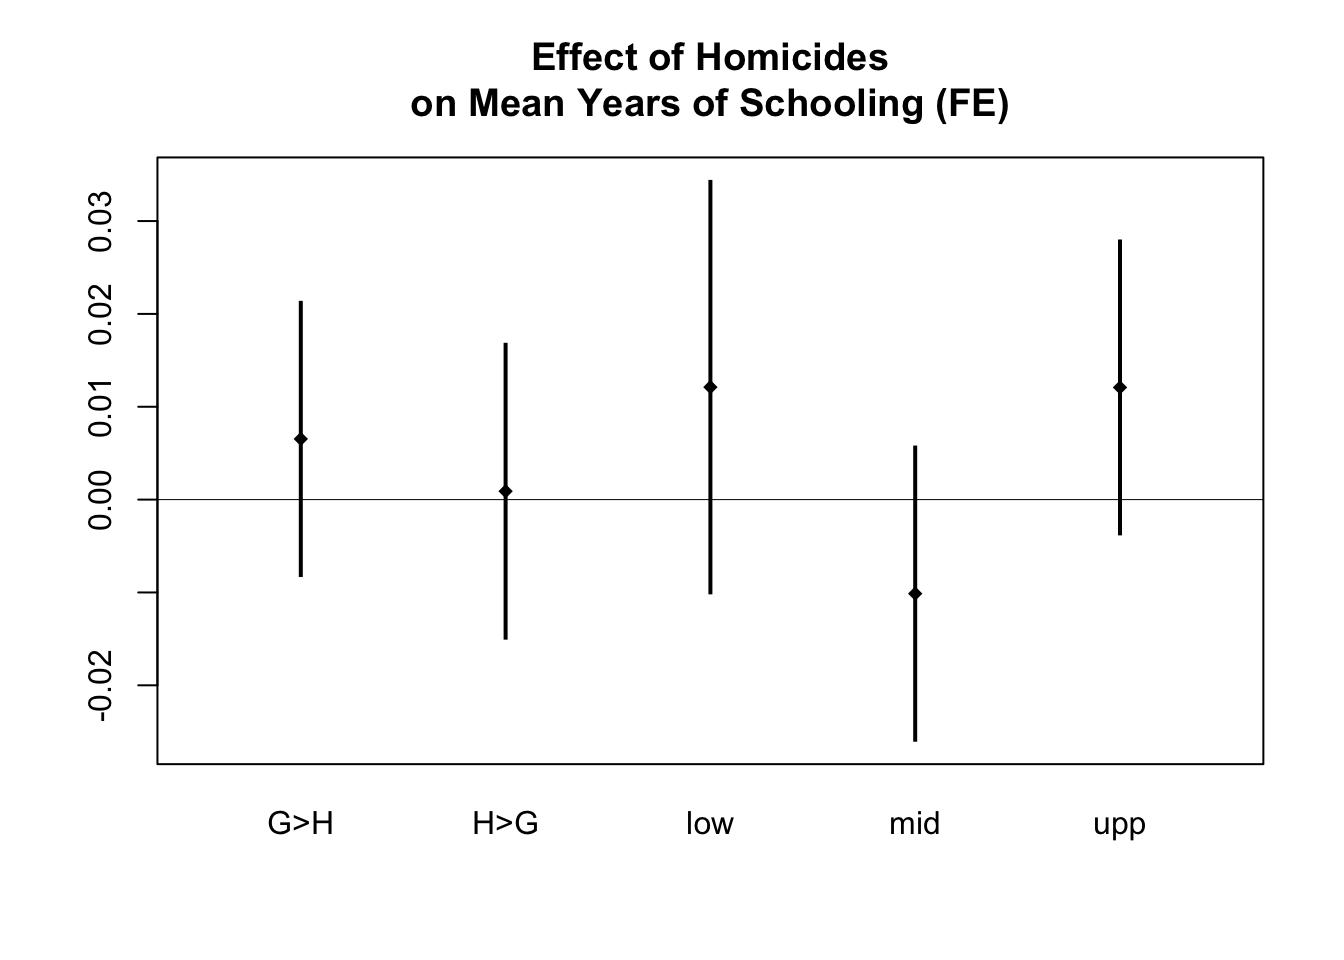 Effect of Homicides
on Mean Years of Schooling (FE)
0.03
0.02
0.01
0.00
-0.02
G>H H>G low mid upp